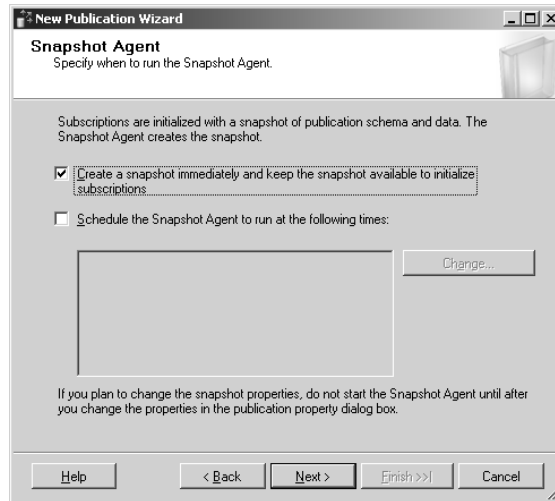 New Publication Wizard
Snapshot Agent
Specify when to run the Snapshot Agent.
Subscriptions are initialized with a snapshot of publication schema and data. The
Snapshot Agent creates the snapshot.
Create a snapshot immediately and keep the snapshot available to initialize
subscriptions
Schedule the Snapshot Agent to run at the following times:
Change...
If you plan to change the snapshot properties, do not start the Snapshot Agent until after
you change the properties in the publication property dialog box.
Help
< Back
Next >
Finish >>|
Cancel